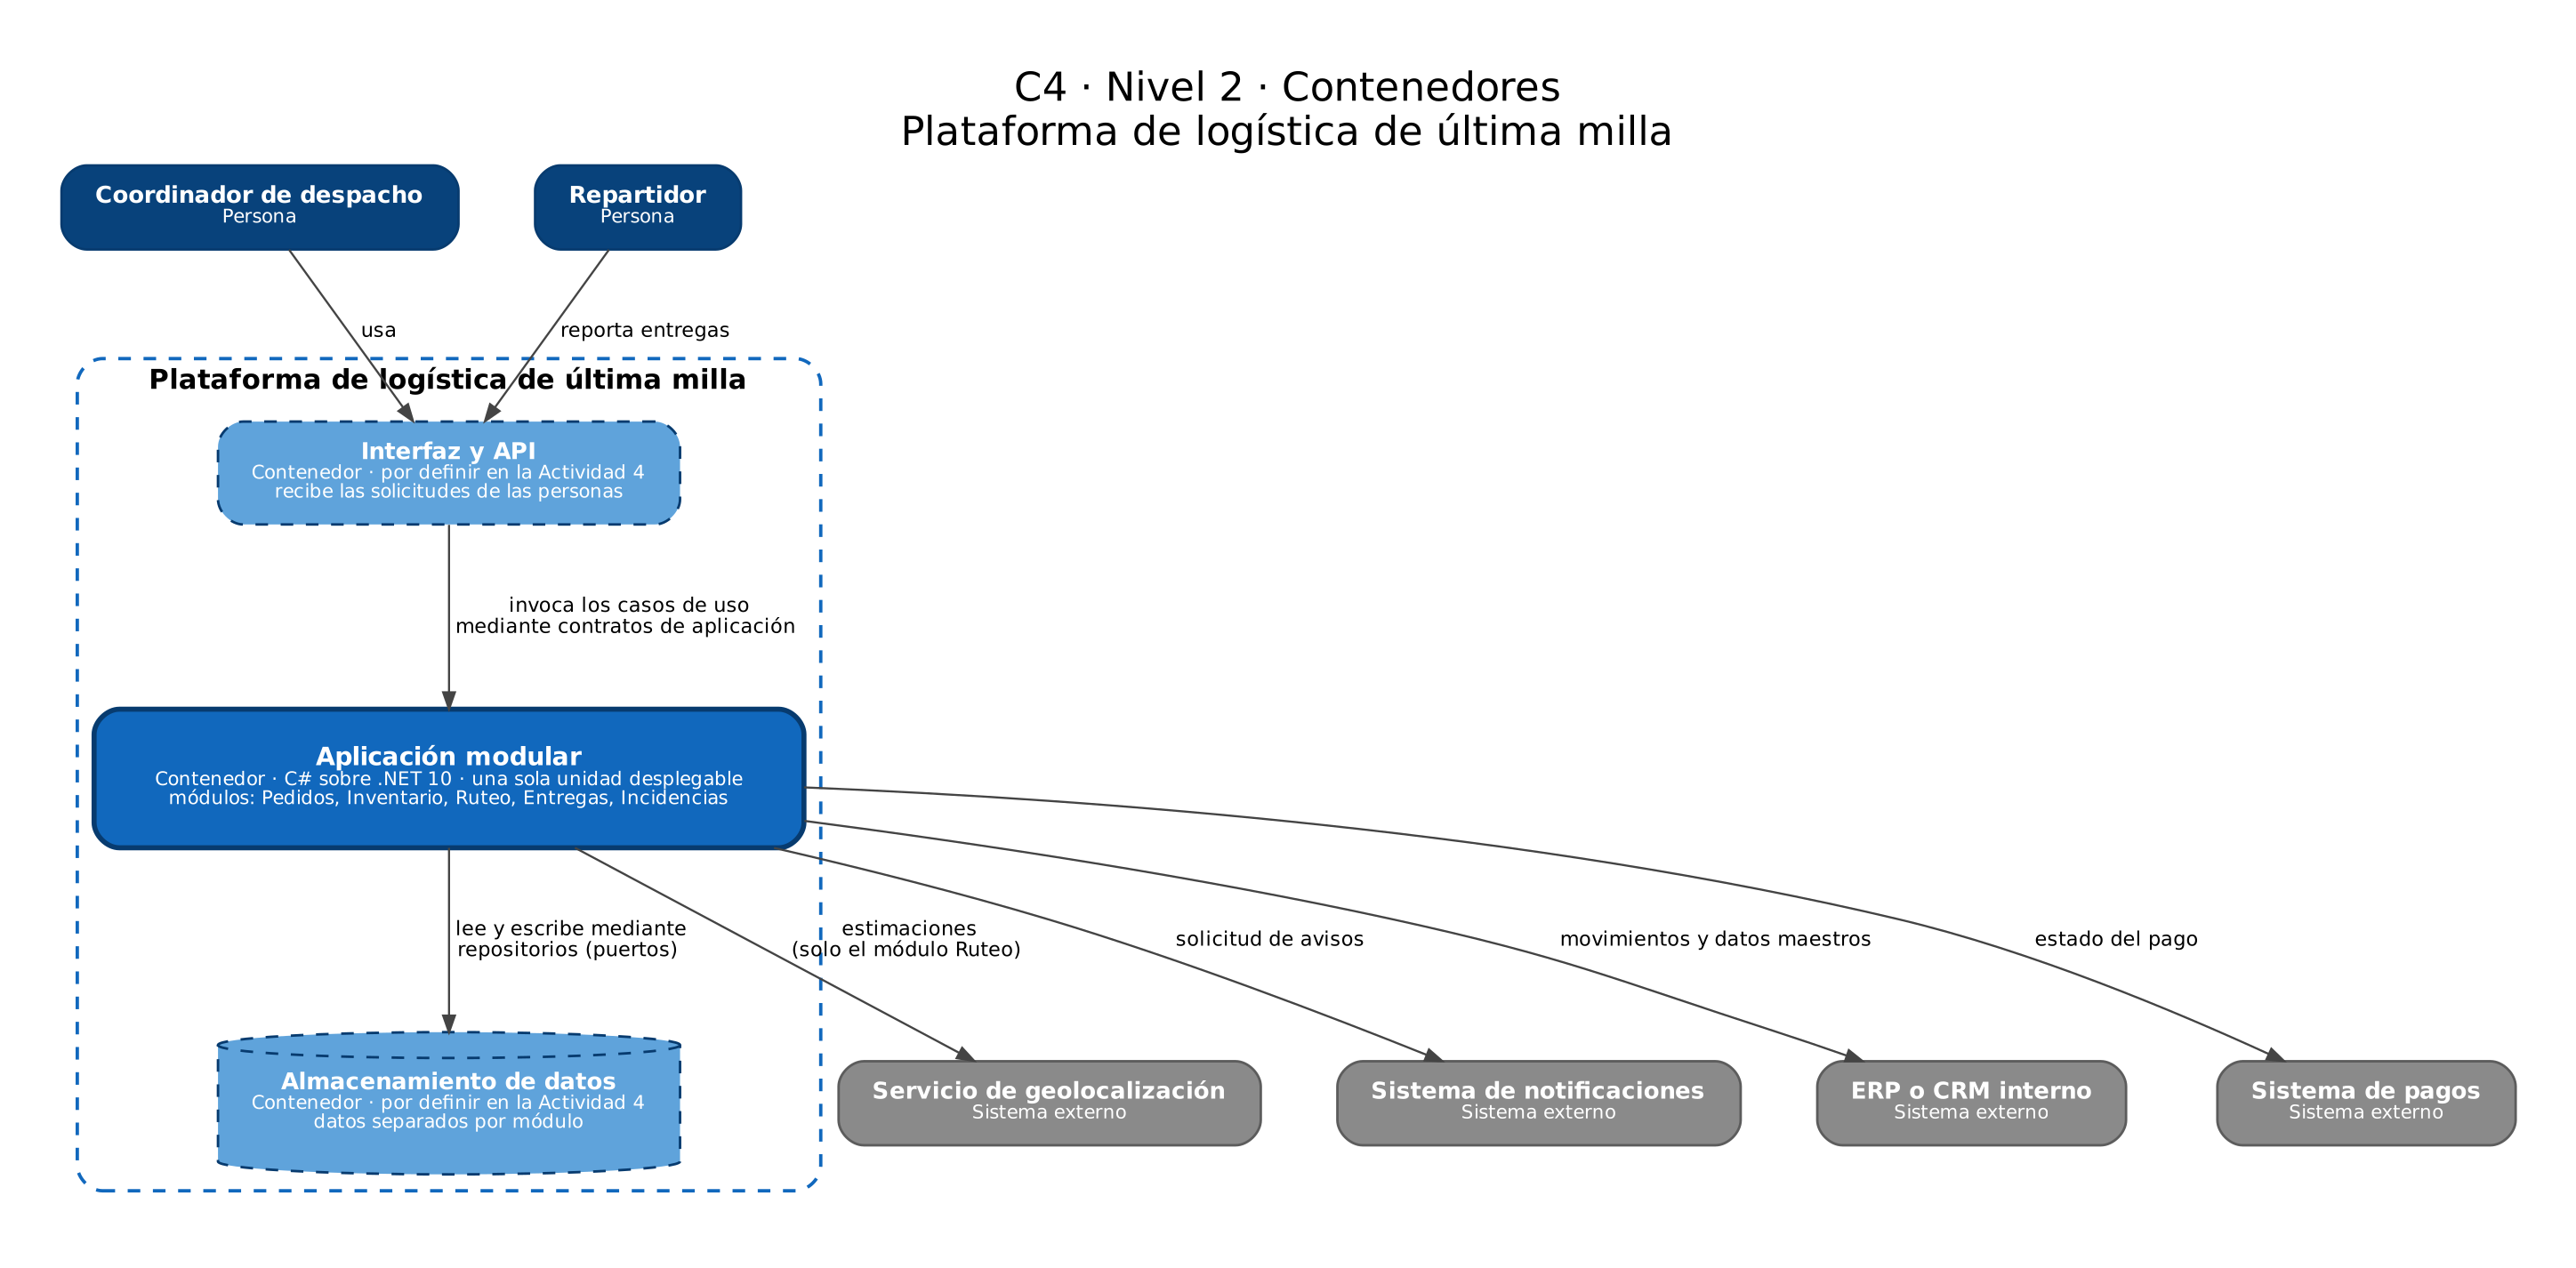 C4 · Nivel 2 · Contenedores
Plataforma de logística de última milla
Coordinador de despacho
Persona
Repartidor
Persona
usa
reporta entregas
Plataforma de logística de última milla
Interfaz y API
Contenedor · por definir en la Actividad 4
recibe las solicitudes de las personas
invoca los casos de uso
mediante contratos de aplicación
Aplicación modular
Contenedor · C# sobre .NET 10 · una sola unidad desplegable
módulos: Pedidos, Inventario, Ruteo, Entregas, Incidencias
lee y escribe mediante
repositorios (puertos)
estimaciones
(solo el módulo Ruteo)
solicitud de avisos
movimientos y datos maestros
estado del pago
Almacenamiento de datos
Contenedor · por definir en la Actividad 4
datos separados por módulo
Servicio de geolocalización
Sistema externo
Sistema de notificaciones
Sistema externo
ERP o CRM interno
Sistema externo
Sistema de pagos
Sistema externo